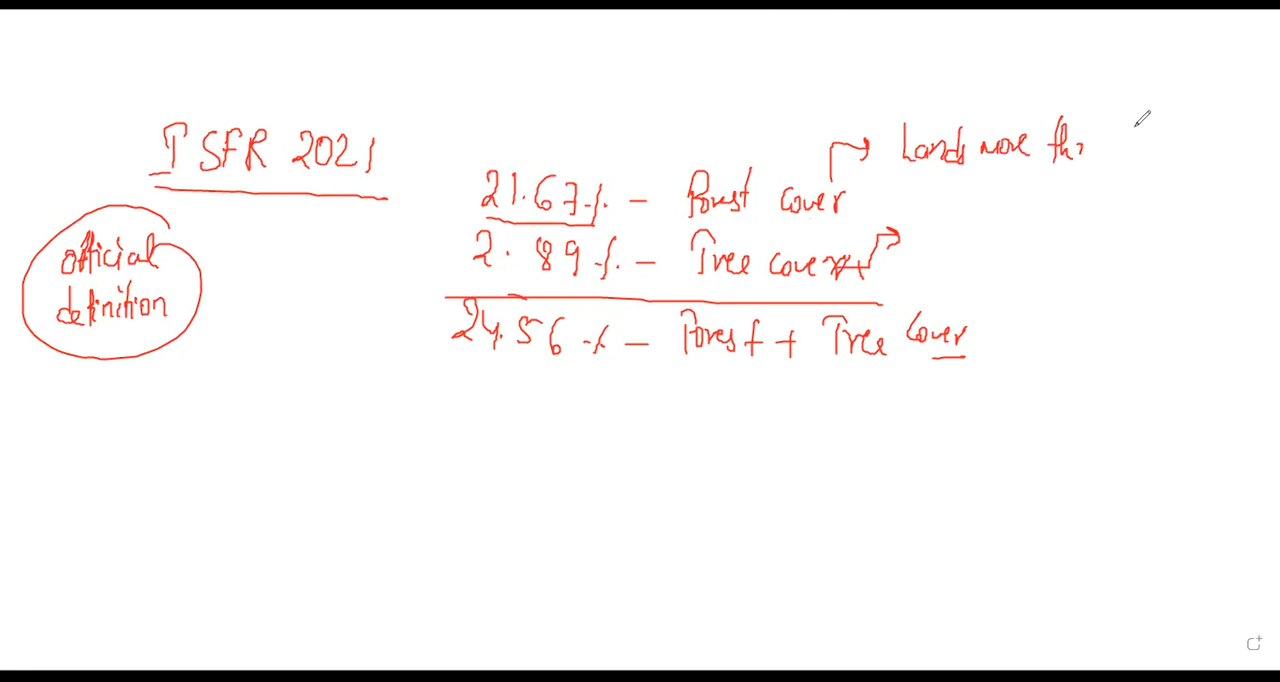 ISFR 2021
official
definition
21.67% - Forest cover
Lands more tha
2.89% - Tree cover
24.56% - Forest + Tree cover